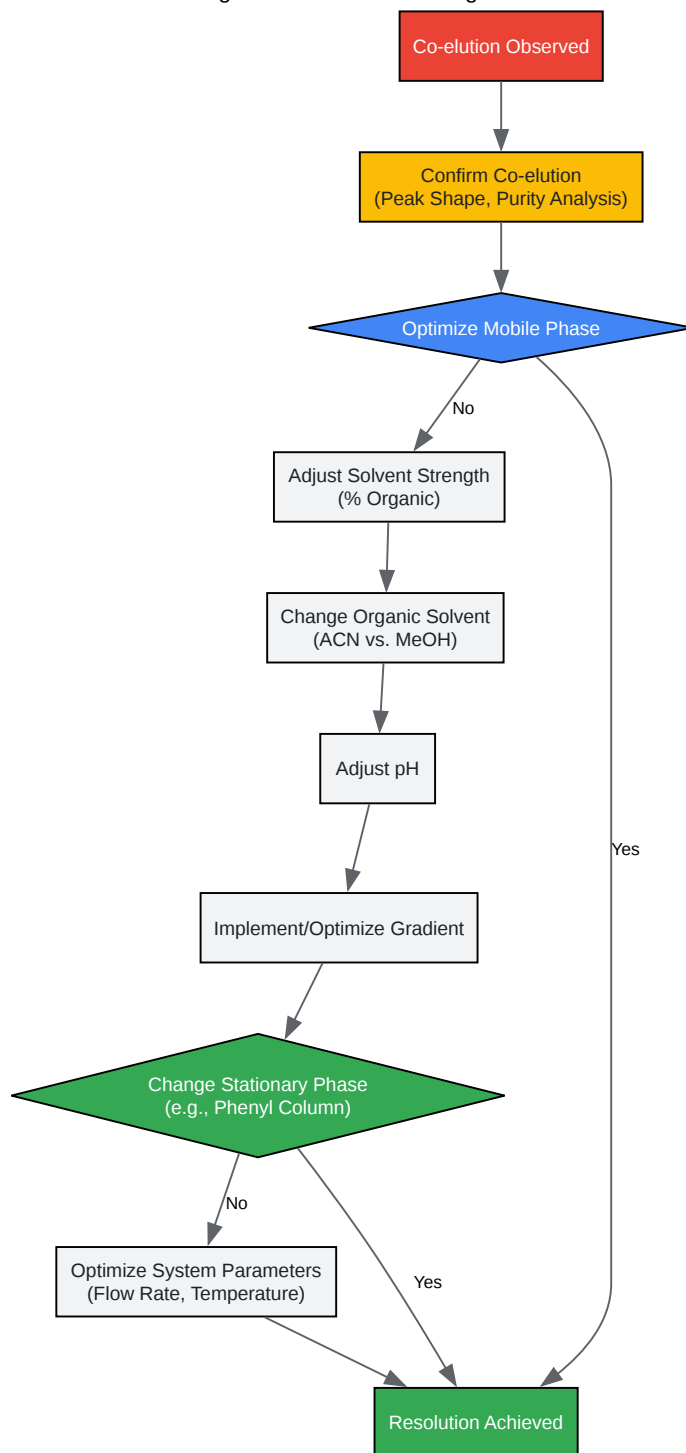 Co-elution Observed
Confirm Co-elution
(Peak Shape, Purity Analysis)
Optimize Mobile Phase
No
Adjust Solvent Strength
(% Organic)
Change Organic Solvent
(ACN vs. MeOH)
Adjust pH
Yes
Implement/Optimize Gradient
Change Stationary Phase
(e.g., Phenyl Column)
No
Optimize System Parameters
(Flow Rate, Temperature)
Yes
Resolution Achieved